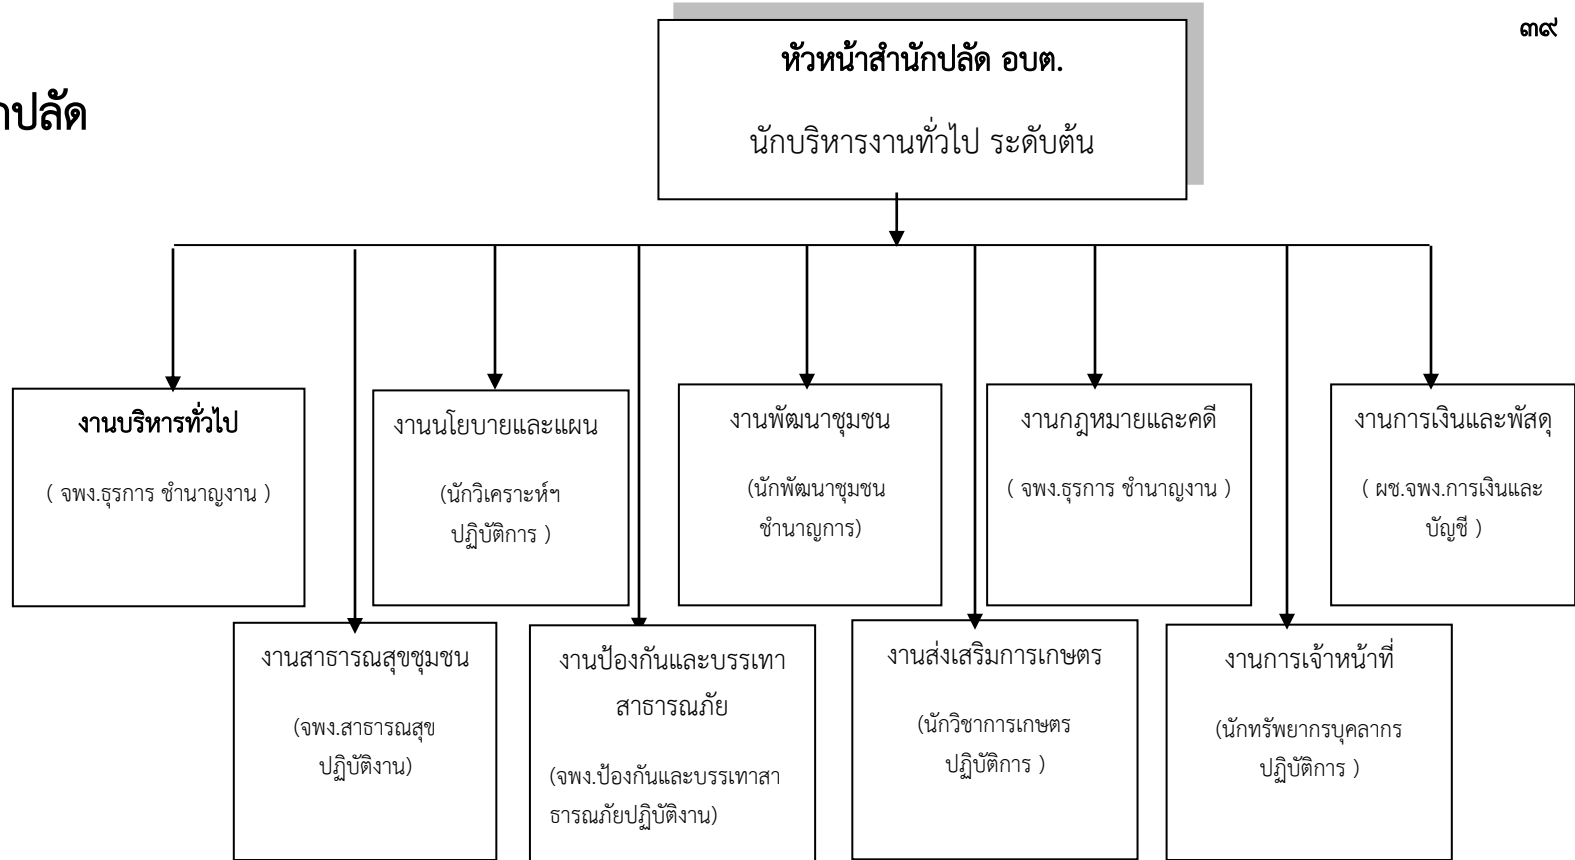 ๓๙
หัวหน้าสำนักปลัด อบต.
นักบริหารงานทั่วไป ระดับต้น
ปลัด
งานบริหารทั่วไป
( จพง.ธุรการ ชำนาญงาน )
งานนโยบายและแผน
(นักวิเคราะห์ฯ
ปฏิบัติการ )
งานพัฒนาชุมชน
(นักพัฒนาชุมชน
ชำนาญการ)
งานกฎหมายและคดี
( จพง.ธุรการ ชำนาญงาน )
งานการเงินและพัสดุ
( ผช.จพง.การเงินและ
บัญชี )
งานสาธารณสุขชุมชน
(จพง.สาธารณสุข
ปฏิบัติงาน)
งานป้องกันและบรรเทา
สาธารณภัย
(จพง.ป้องกันและบรรเทาสา
ธารณภัยปฏิบัติงาน)
งานส่งเสริมการเกษตร
(นักวิชาการเกษตร
ปฏิบัติการ )
งานการเจ้าหน้าที่
(นักทรัพยากรบุคลากร
ปฏิบัติการ )